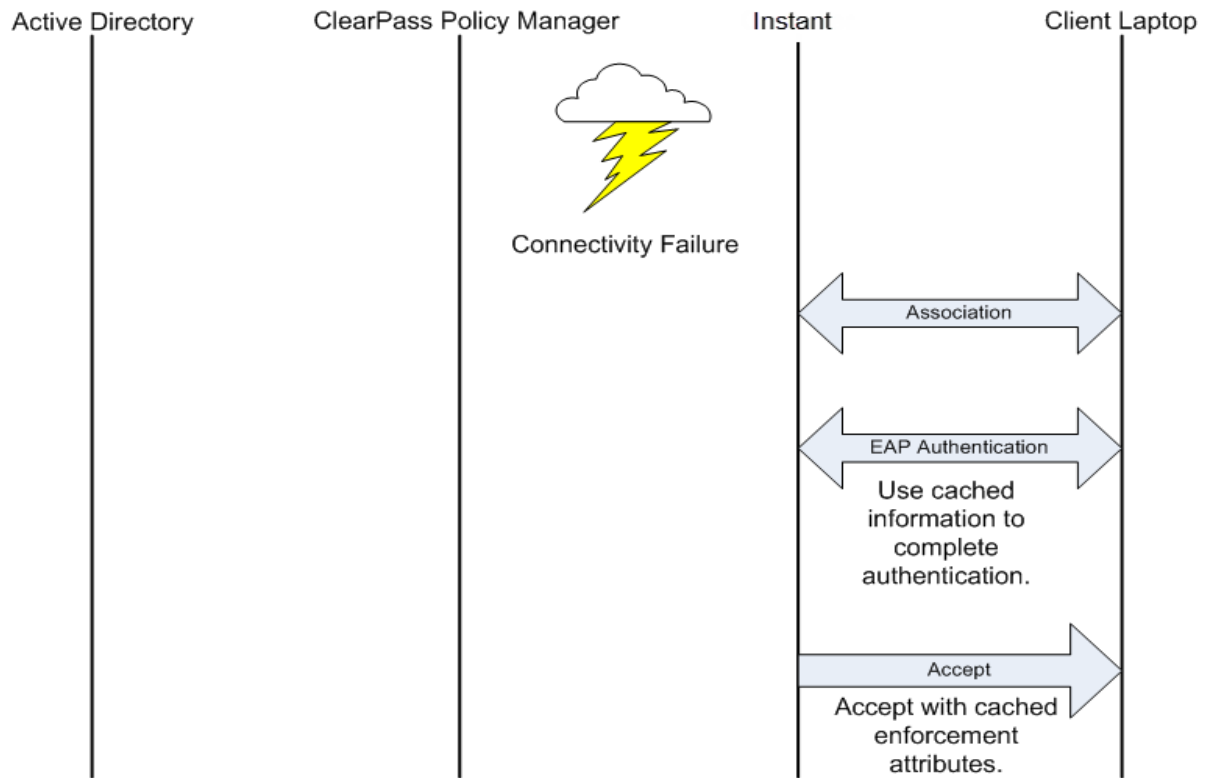 Active Directory
ClearPass Policy Manager
Instant
Client Laptop
Connectivity Failure
Association
EAP Authentication
Use cached
information to
complete
authentication.
Accept
Accept with cached
enforcement
attributes.